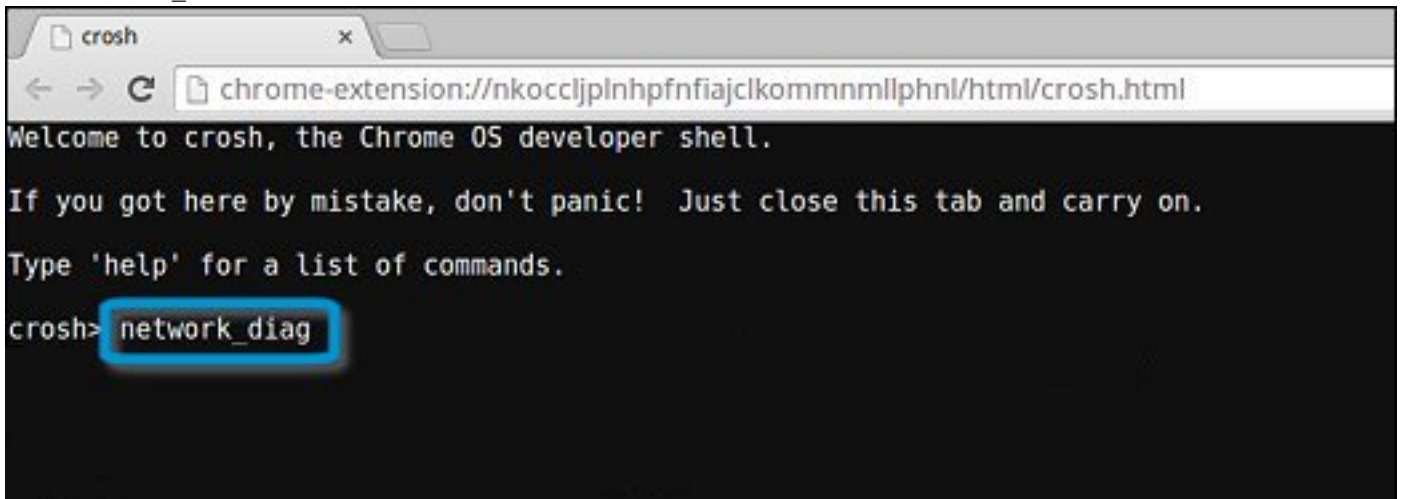 crosh
chrome-extension://nkoccljplnhpfnfiajclkommnmllphnl/html/crosh.html
Welcome to crosh, the Chrome OS developer shell.
If you got here by mistake, don't panic!  Just close this tab and carry on.
Type 'help' for a list of commands.
crosh> network_diag